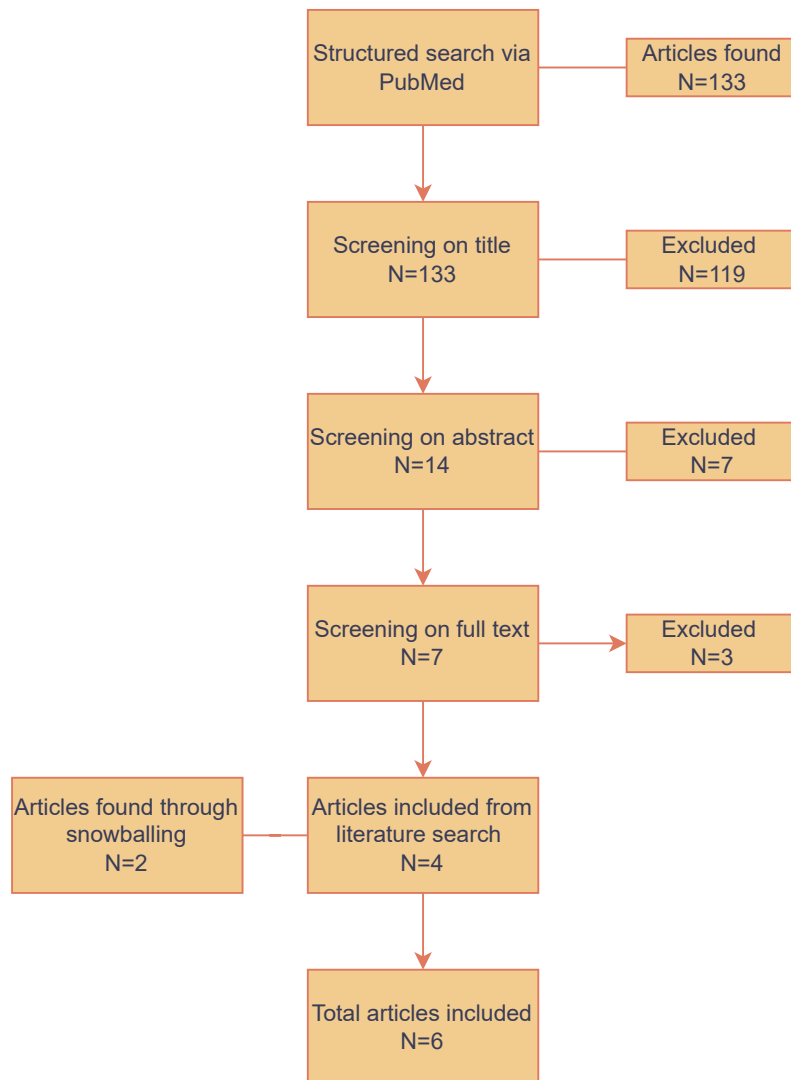 Structured search via
PubMed
Articles found
N=133
Screening on title
N=133
Excluded
N=119
Screening on abstract
N=14
Excluded
N=7
Screening on full text
N=7
Excluded
N=3
Articles found through
snowballing
N=2
Articles included from
literature search
N=4
Total articles included
N=6